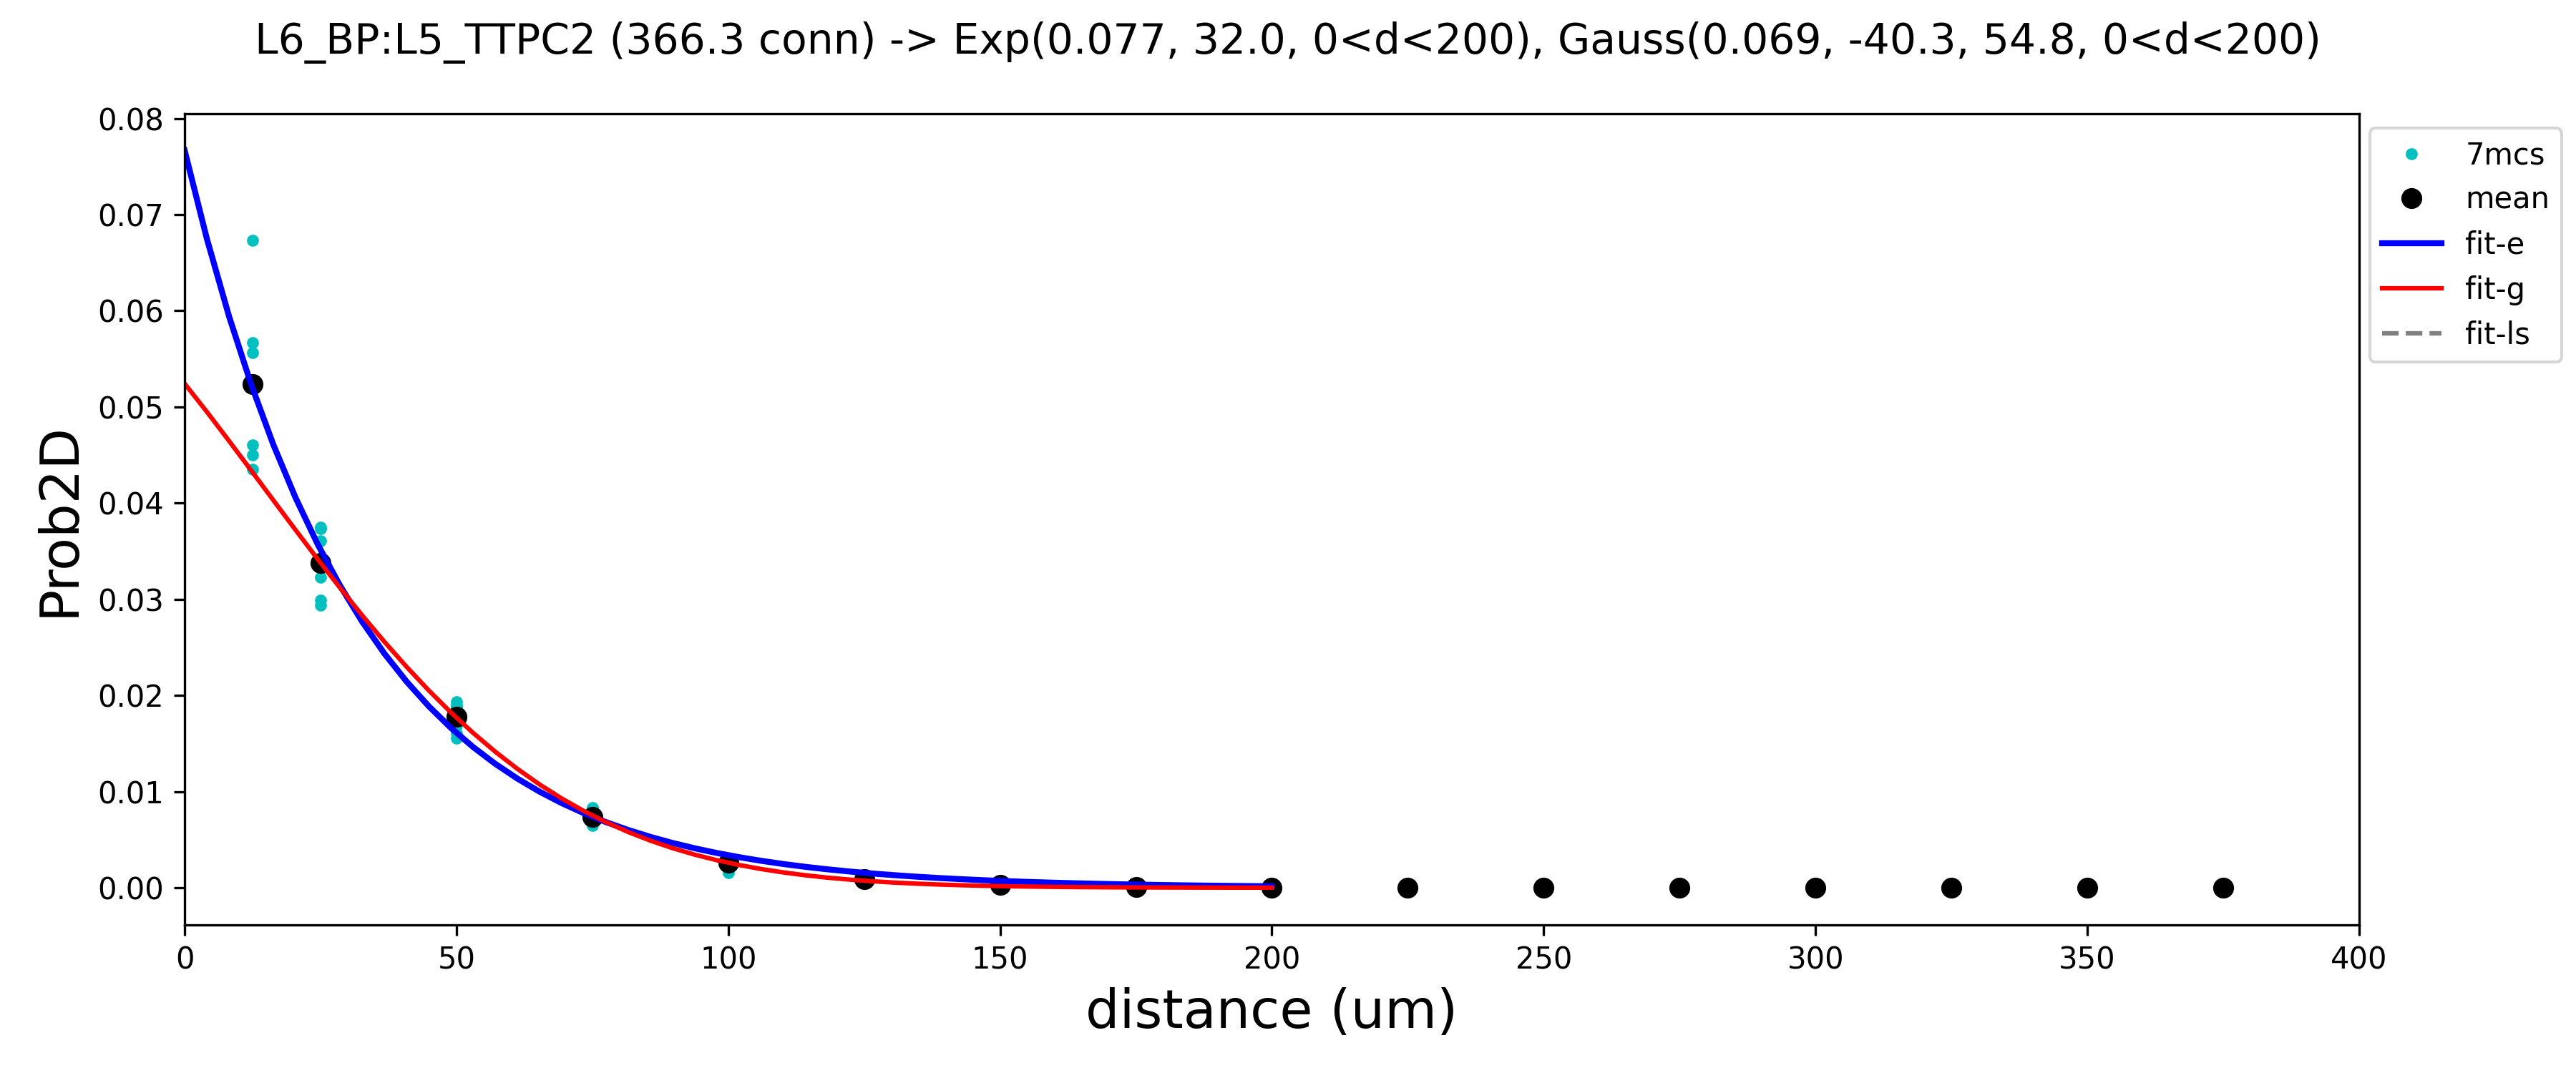 L6_BP:L5_TTPC2 (366.3 conn) -> Exp(0.077, 32.0, 0<d<200), Gauss(0.069, -40.3, 54.8, 0<d<200)
0.08
0.07
0.06
0.05
0.04
0.03
0.02
0.01
0.00
Prob2D
0 50 100 150 200 250 300 350 400
distance (um)
7mcs
mean
fit-e
fit-g
fit-ls